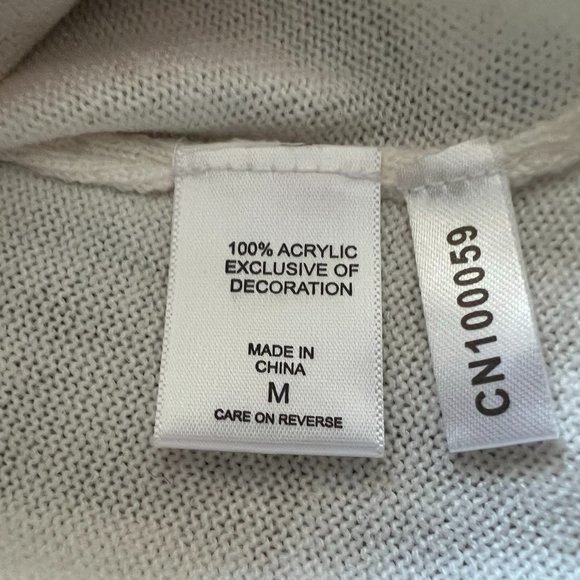 100% ACRYLIC
EXCLUSIVE OF
DECORATION
MADE IN
CHINA
M
CARE ON REVERSE
CN100059